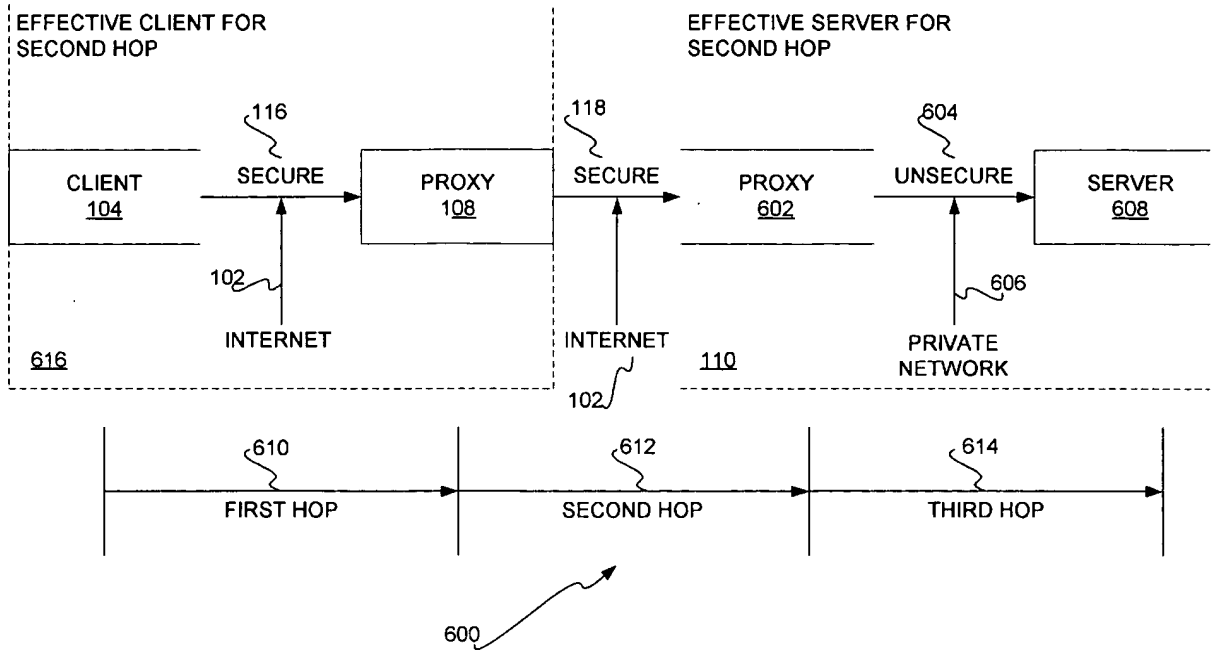 EFFECTIVE CLIENT FOR
SECOND HOP
EFFECTIVE SERVER FOR
SECOND HOP
116
118
604
CLIENT
104
SECURE
PROXY
108
SECURE
PROXY
602
UNSECURE
SERVER
608
102
606
INTERNET
INTERNET
PRIVATE
NETWORK
616
110
102
610
612
614
FIRST HOP
SECOND HOP
THIRD HOP
600